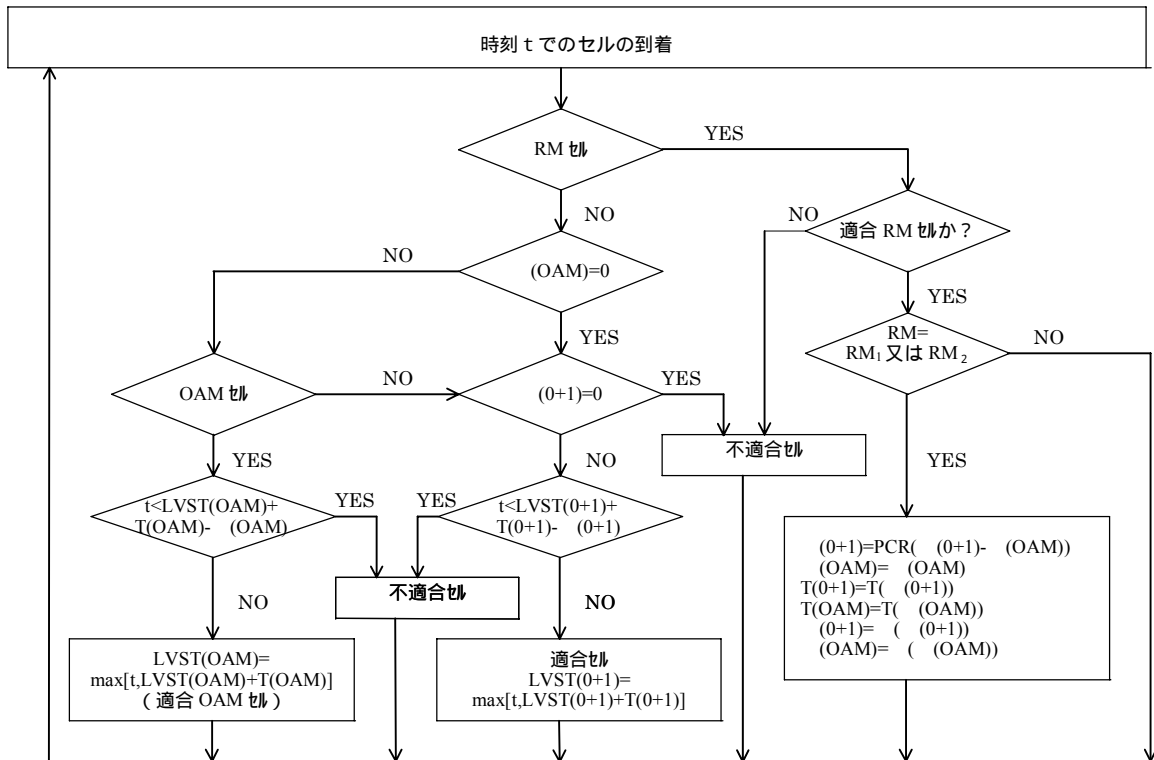 時刻 t でのセルの到着
RM セル
YES
NO
適合 RM セルか？
NO
YES
(OAM)=0
NO
YES
RM=
RM₁ 又は RM₂
NO
YES
OAM セル
NO
YES
(0+1)=0
YES
NO
不適合セル
t<LVST(OAM)+
T(OAM)- (OAM)
YES
NO
t<LVST(0+1)+
T(0+1)- (0+1)
YES
NO
不適合セル
(0+1)=PCR( (0+1)- (OAM))
(OAM)= (OAM)
T(0+1)=T( (0+1))
T(OAM)=T( (OAM))
(0+1)= ( (0+1))
(OAM)= ( (OAM))
LVST(OAM)=
max[t,LVST(OAM)+T(OAM)]
（適合 OAM セル）
適合セル
LVST(0+1)=
max[t,LVST(0+1)+T(0+1)]